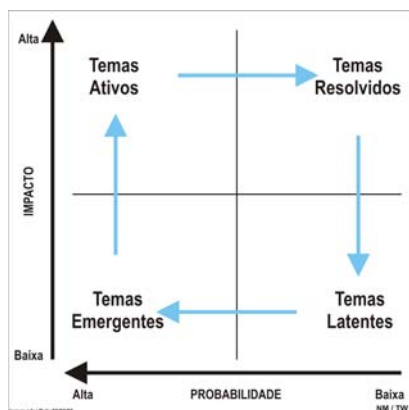 Alta
Temas
Ativos
Temas
Resolvidos
IMPACTO
Temas
Emergentes
Temas
Latentes
Baixa
Alta
PROBABILIDADE
Baixa
NM / TW